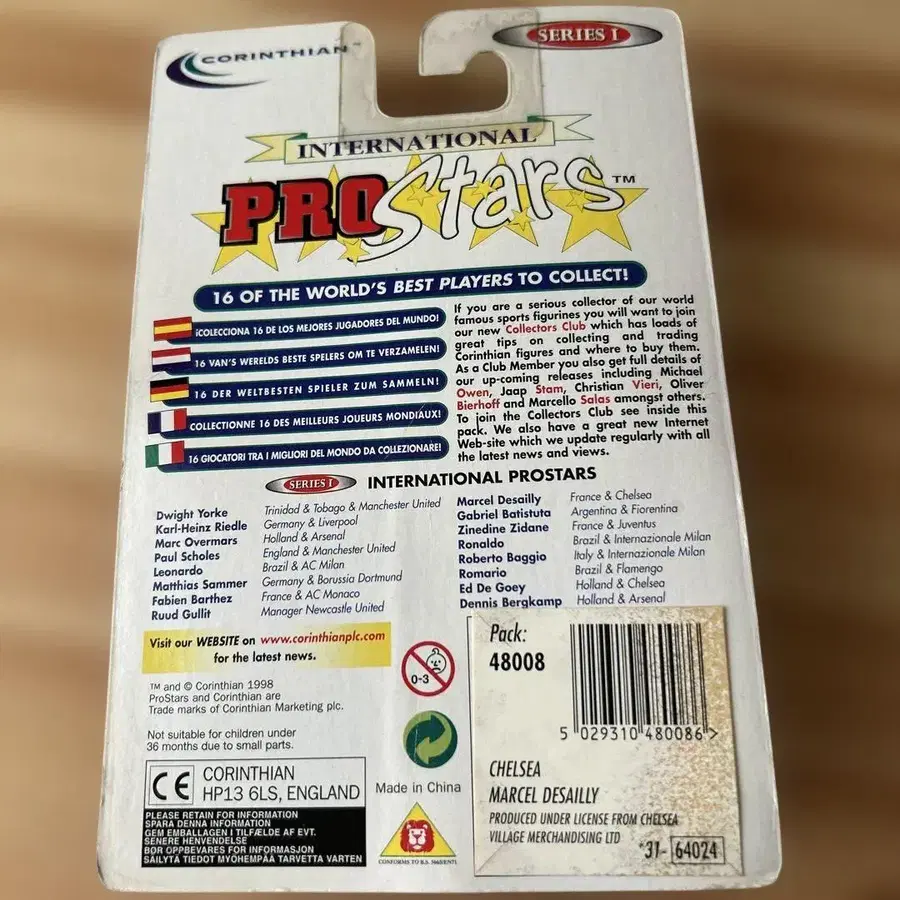 CORINTHIAN™
SERIES I
INTERNATIONAL
PROStars™
16 OF THE WORLD'S BEST PLAYERS TO COLLECT!
¡COLECCIONA 16 DE LOS MEJORES JUGADORES DEL MUNDO!
16 VAN'S WERELDS BESTE SPELERS OM TE VERZAMELEN!
16 DER WELTBESTEN SPIELER ZUM SAMMELN!
COLLECTIONNE 16 DES MEILLEURS JOUEURS MONDIAUX!
16 GIOCATORI TRA I MIGLIORI DEL MONDO DA COLLEZIONARE!
If you are a serious collector of our world
famous sports figurines you will want to join
our new Collectors Club which has loads of
great tips on collecting and trading
Corinthian figures and where to buy them.
As a Club Member you also get full details of
our up-coming releases including Michael
Owen, Jaap Stam, Christian Vieri, Oliver
Bierhoff and Marcello Salas amongst others.
To join the Collectors Club see inside this
pack. We also have a great new Internet
Web-site which we update regularly with all
the latest news and views.
SERIES I INTERNATIONAL PROSTARS
Dwight Yorke Trinidad & Tobago & Manchester United
Karl-Heinz Riedle Germany & Liverpool
Marc Overmars Holland & Arsenal
Paul Scholes England & Manchester United
Leonardo Brazil & AC Milan
Matthias Sammer Germany & Borussia Dortmund
Fabien Barthez France & AC Monaco
Ruud Gullit Manager Newcastle United
Marcel Desailly France & Chelsea
Gabriel Batistuta Argentina & Fiorentina
Zinedine Zidane France & Juventus
Ronaldo Brazil & Internazionale Milan
Roberto Baggio Italy & Internazionale Milan
Romario Brazil & Flamengo
Ed De Goey Holland & Chelsea
Dennis Bergkamp Holland & Arsenal
Visit our WEBSITE on www.corinthianplc.com
for the latest news.
TM and © Corinthian 1998
ProStars and Corinthian are
Trade marks of Corinthian Marketing plc.
Not suitable for children under
36 months due to small parts.
CE CORINTHIAN
HP13 6LS, ENGLAND
PLEASE RETAIN FOR INFORMATION
SPARA DENNA INFORMATION
GEM EMBALLAGEN I TILFÆLDE AF EVT.
SENERE HENVENDELSE
BØR OPPBEVARES FOR INFORMASJON
SÄILYTÄ TIEDOT MYÖHEMPÄÄ TARVETTA VARTEN
0-3
Made in China
CONFORMS TO B.S. 5665/EN71
Pack:
48008
5 029310 480086 >
CHELSEA
MARCEL DESAILLY
PRODUCED UNDER LICENSE FROM CHELSEA
VILLAGE MERCHANDISING LTD
*31- 64024